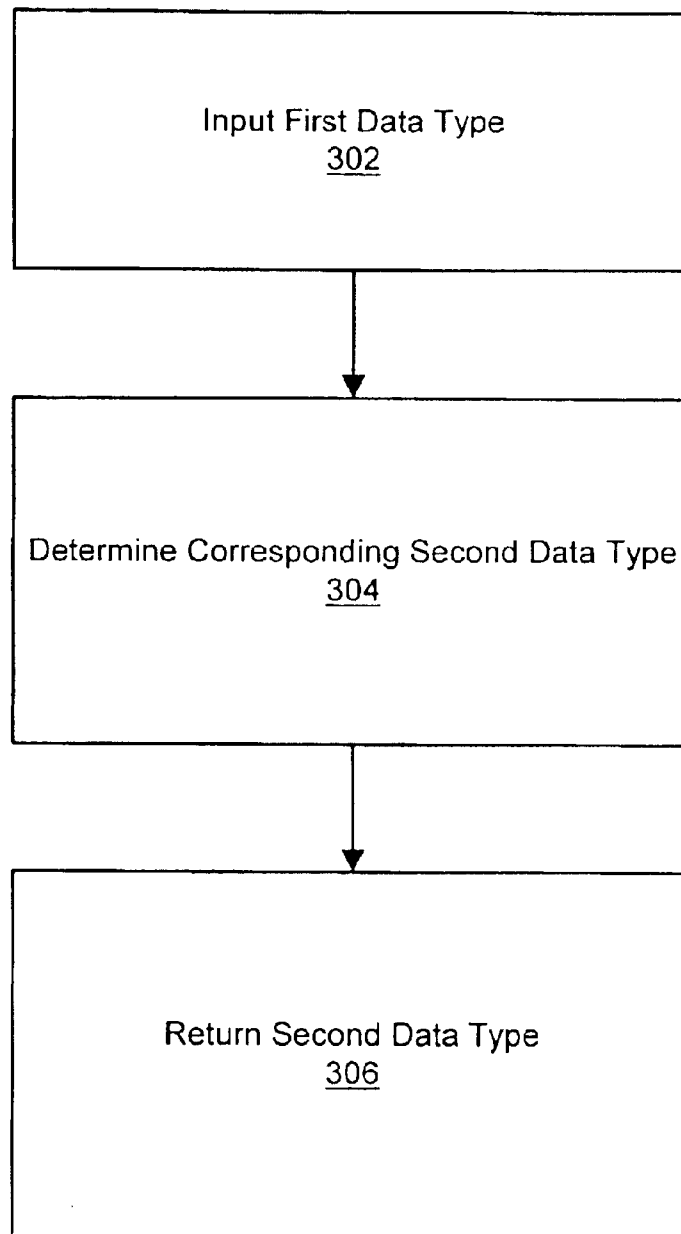 Input First Data Type
302
Determine Corresponding Second Data Type
304
Return Second Data Type
306